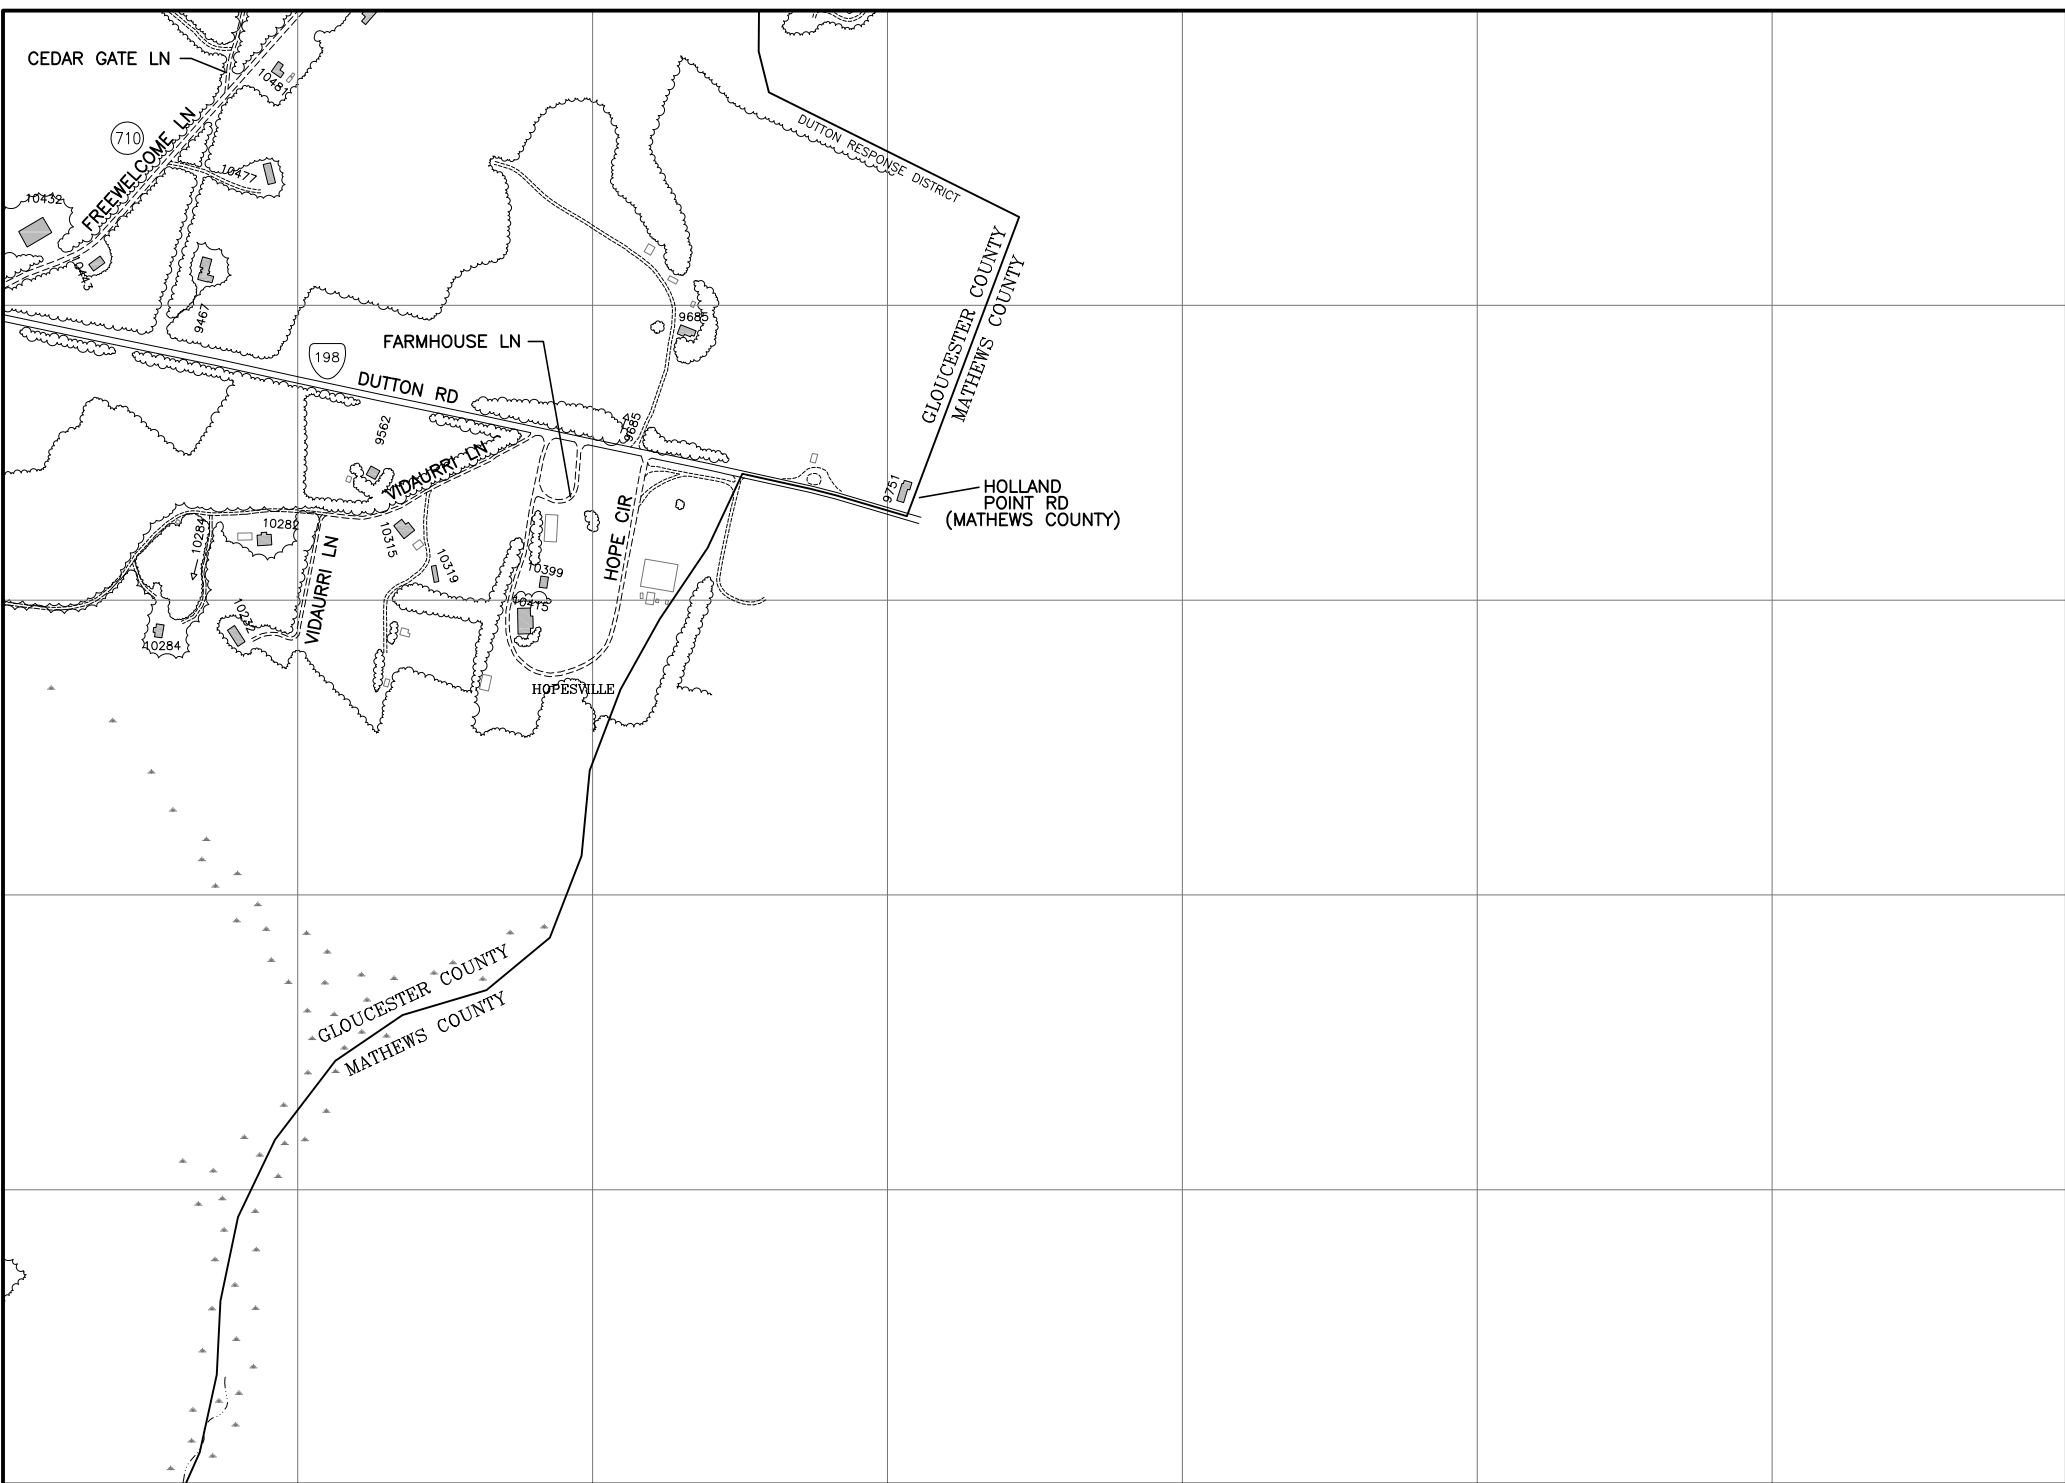 CEDAR GATE LN
10481
710
FREEWELCOME LN
DUTTON RESPONSE DISTRICT
10477
10432
10443
9467
GLOUCESTER COUNTY
MATHEWS COUNTY
9685
FARMHOUSE LN
198
DUTTON RD
9685
9562
VIDAURRI LN
9751
HOLLAND
POINT RD
(MATHEWS COUNTY)
10284
10282
10315
10319
HOPE CIR
VIDAURRI LN
10399
10415
10284
HOPESVILLE
GLOUCESTER COUNTY
MATHEWS COUNTY